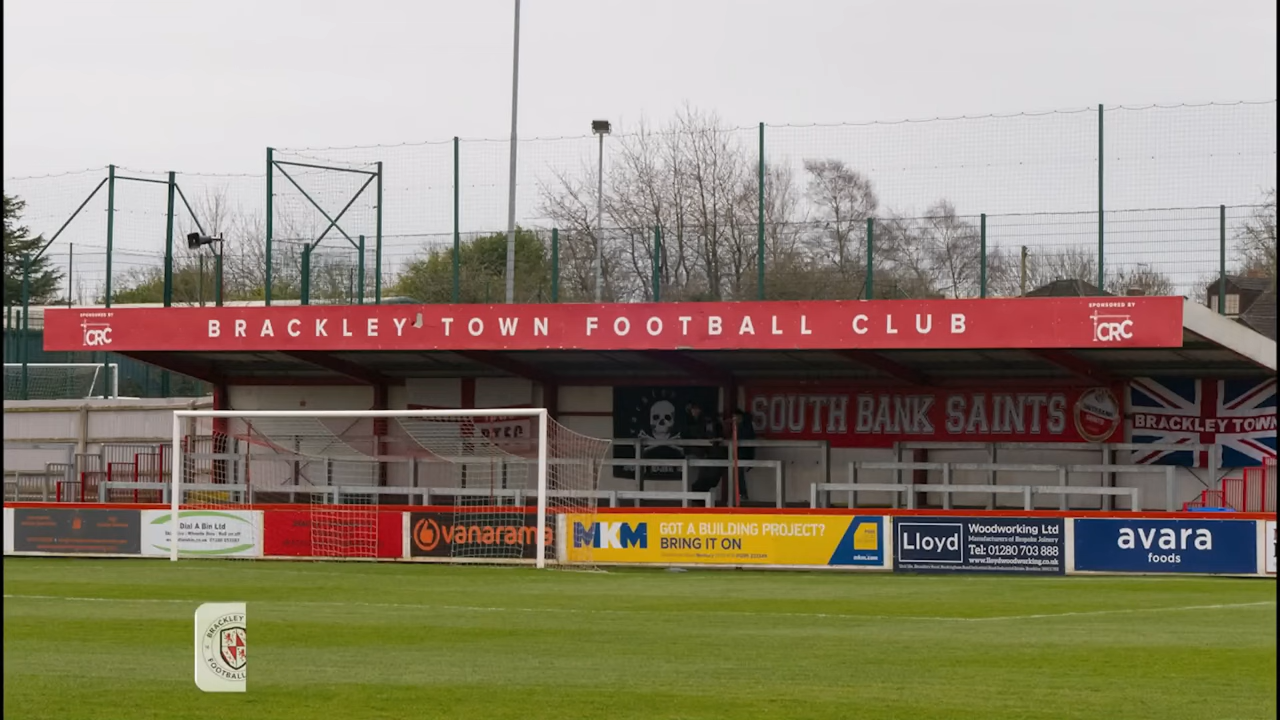 SPONSORED BY
CRC
BRACKLEY TOWN FOOTBALL CLUB
SPONSORED BY
CRC
SOUTH BANK SAINTS
BRACKLEY TOWN
Dial A Bin Ltd
vanarama
MKM
GOT A BUILDING PROJECT?
BRING IT ON
mkm.com
Lloyd
Woodworking Ltd
Manufacturers of Bespoke Joinery
Tel: 01280 703 888
www.lloydwoodworking.co.uk
avara
foods
BRACKLEY
FOOTBALL